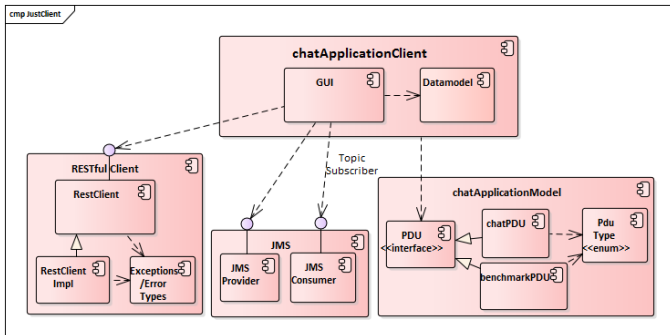 cmp JustClient
chatApplicationClient
GUI
Datamodel
Topic
Subscriber
RESTful Client
RestClient
RestClient
Impl
Exceptions
/Error
Types
JMS
JMS
Provider
JMS
Consumer
chatApplicationModel
PDU
<<interface>>
chatPDU
benchmarkPDU
Pdu
Type
<<enum>>